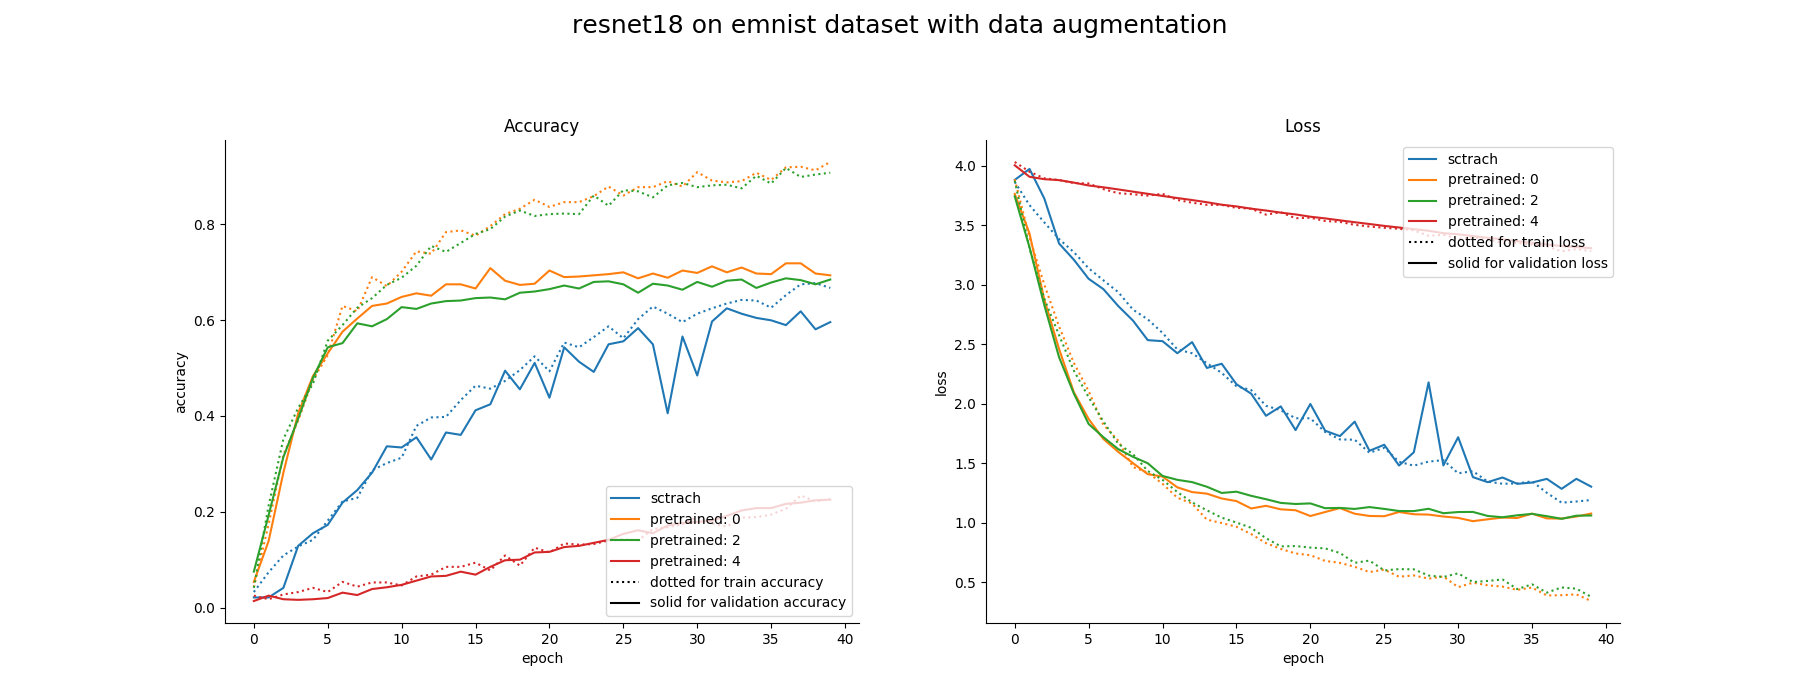 resnet18 on emnist dataset with data augmentation
Accuracy
accuracy
0.8
0.6
0.4
0.2
0.0
sctrach
pretrained: 0
pretrained: 2
pretrained: 4
dotted for train accuracy
solid for validation accuracy
0 5 10 15 20 25 30 35 40
epoch
Loss
loss
4.0
3.5
3.0
2.5
2.0
1.5
1.0
0.5
sctrach
pretrained: 0
pretrained: 2
pretrained: 4
dotted for train loss
solid for validation loss
0 5 10 15 20 25 30 35 40
epoch